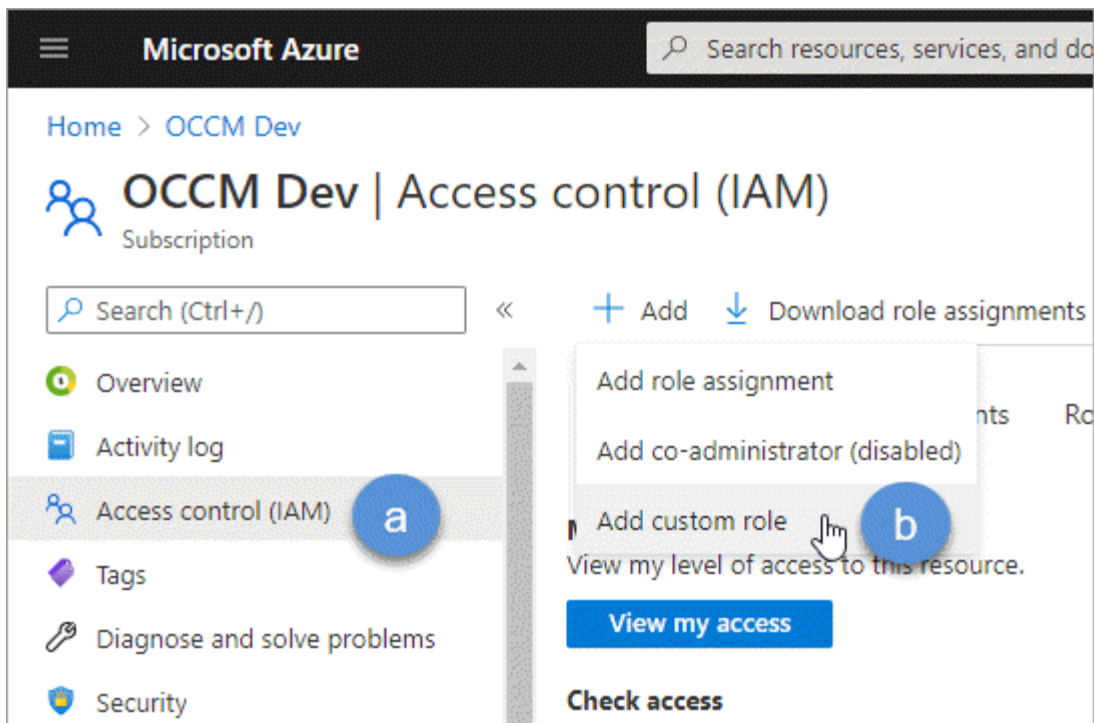 Microsoft Azure
Search resources, services, and do
Home > OCCM Dev
OCCM Dev | Access control (IAM)
Subscription
Search (Ctrl+/)
«
+ Add
Download role assignments
Overview
Activity log
Access control (IAM)
a
Tags
Diagnose and solve problems
Security
Add role assignment
Add co-administrator (disabled)
Add custom role
b
nts
Ro
M
View my level of access to this resource.
View my access
Check access